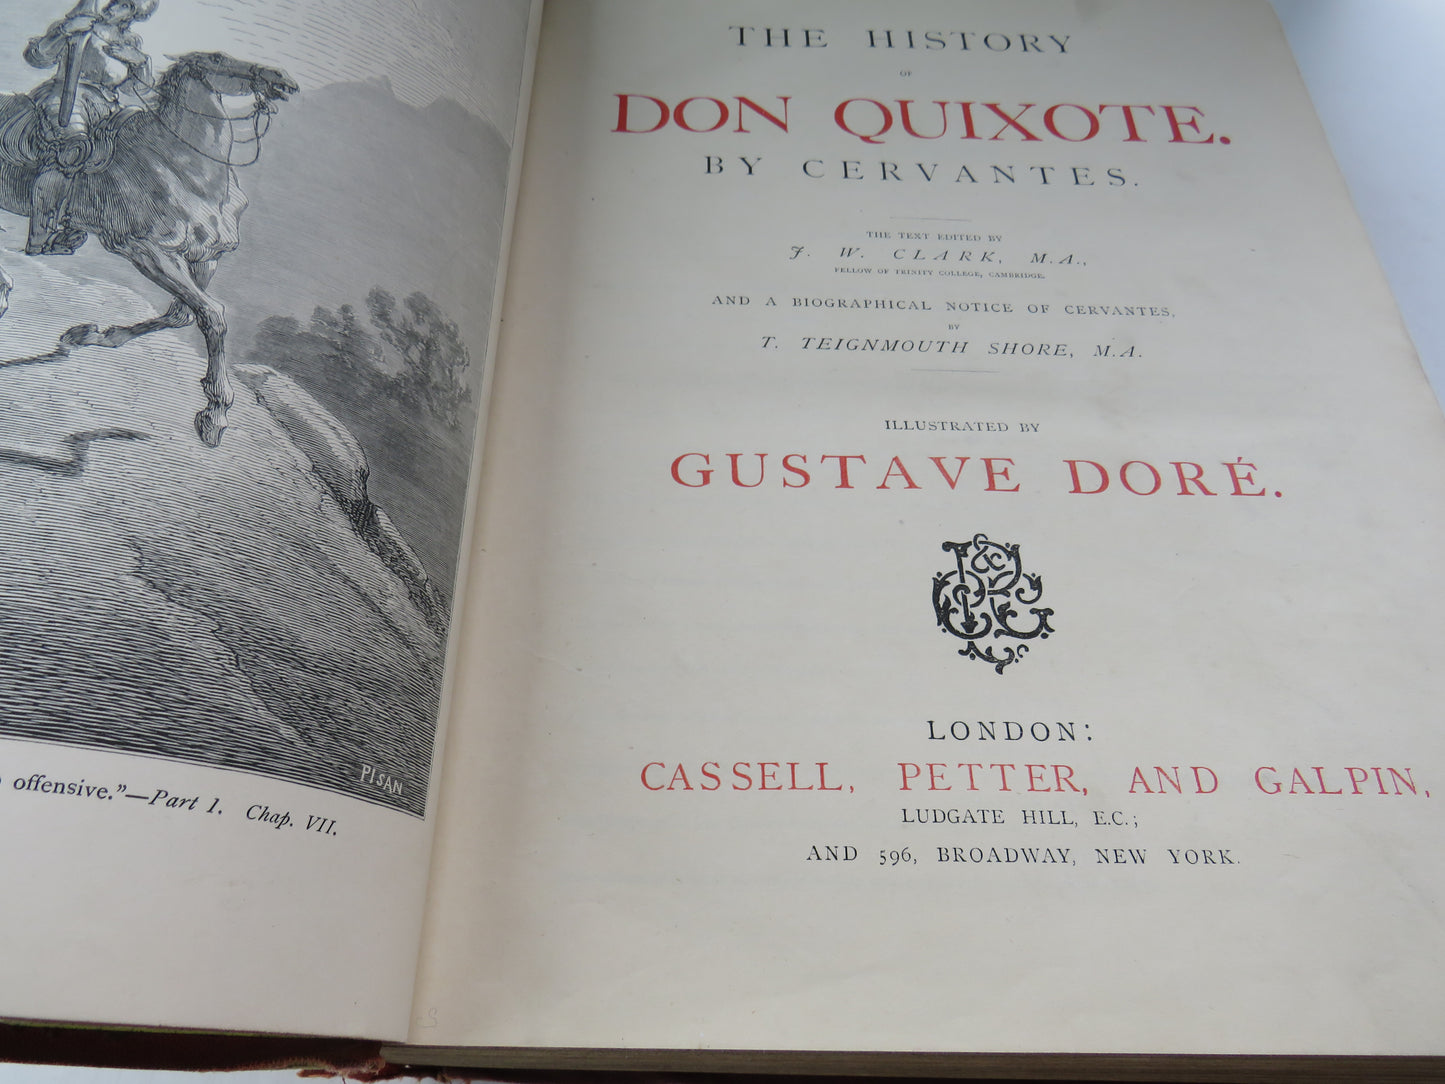 PISAN
offensive."—Part 1. Chap. VII.
THE HISTORY
OF
DON QUIXOTE.
BY CERVANTES.
THE TEXT EDITED BY
J. W. CLARK, M.A.,
FELLOW OF TRINITY COLLEGE, CAMBRIDGE.
AND A BIOGRAPHICAL NOTICE OF CERVANTES,
BY
T. TEIGNMOUTH SHORE, M.A.
ILLUSTRATED BY
GUSTAVE DORÉ.
LONDON:
CASSELL, PETTER, AND GALPIN,
LUDGATE HILL, E.C.;
AND 596, BROADWAY, NEW YORK.